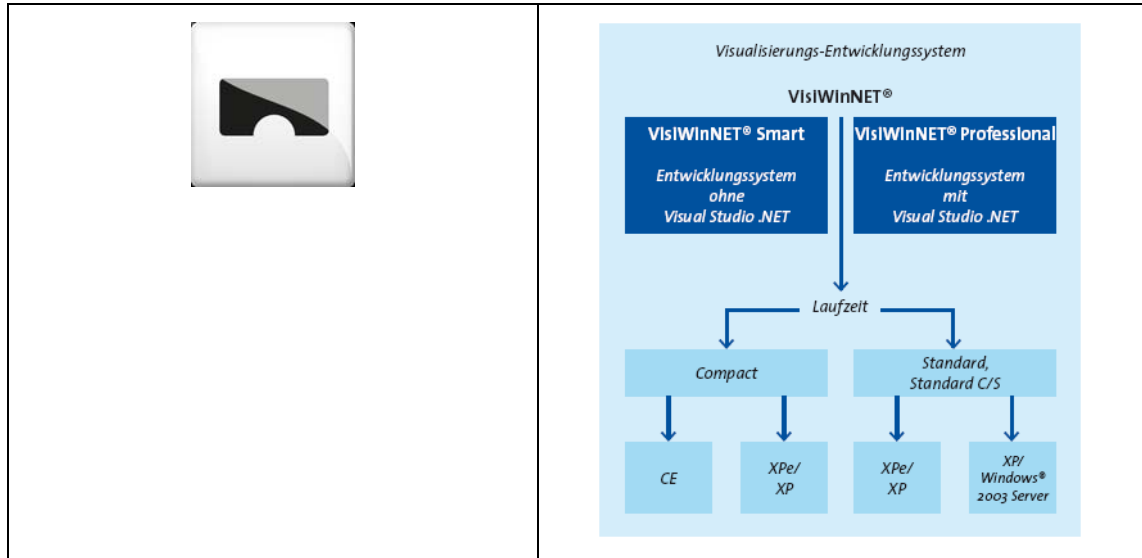 Visualisierungs-Entwicklungssystem
VisiWinNET®
VisiWinNET® Smart
Entwicklungssystem
ohne
Visual Studio .NET
VisiWinNET® Professional
Entwicklungssystem
mit
Visual Studio .NET
Laufzeit
Compact
Standard,
Standard C/S
CE
XPe/
XP
XPe/
XP
XP/
Windows®
2003 Server